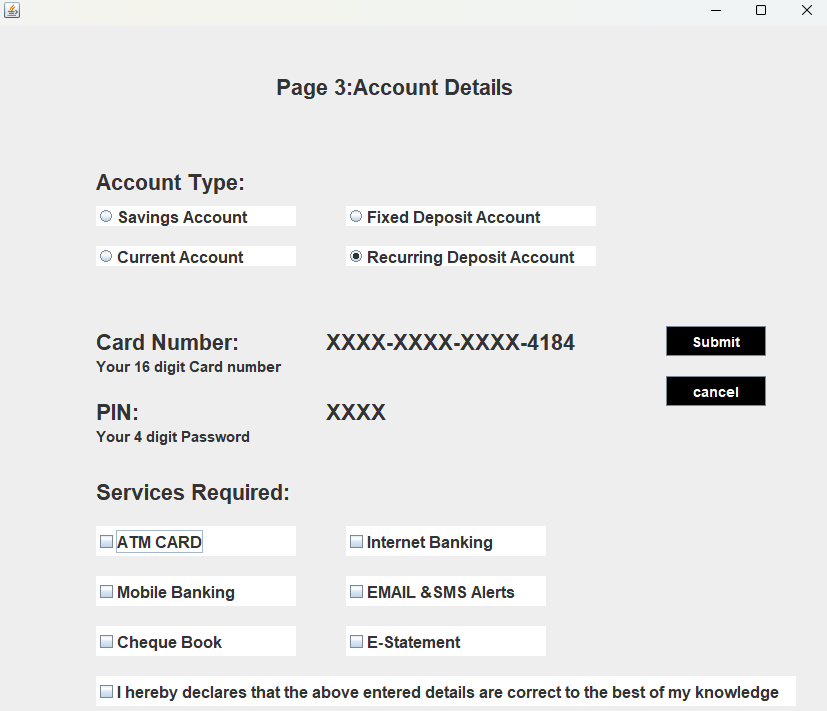 Page 3:Account Details
Account Type:
Savings Account
Fixed Deposit Account
Current Account
Recurring Deposit Account
Card Number:
XXXX-XXXX-XXXX-4184
Submit
Your 16 digit Card number
cancel
PIN:
XXXX
Your 4 digit Password
Services Required:
ATM CARD
Internet Banking
Mobile Banking
EMAIL &SMS Alerts
Cheque Book
E-Statement
I hereby declares that the above entered details are correct to the best of my knowledge